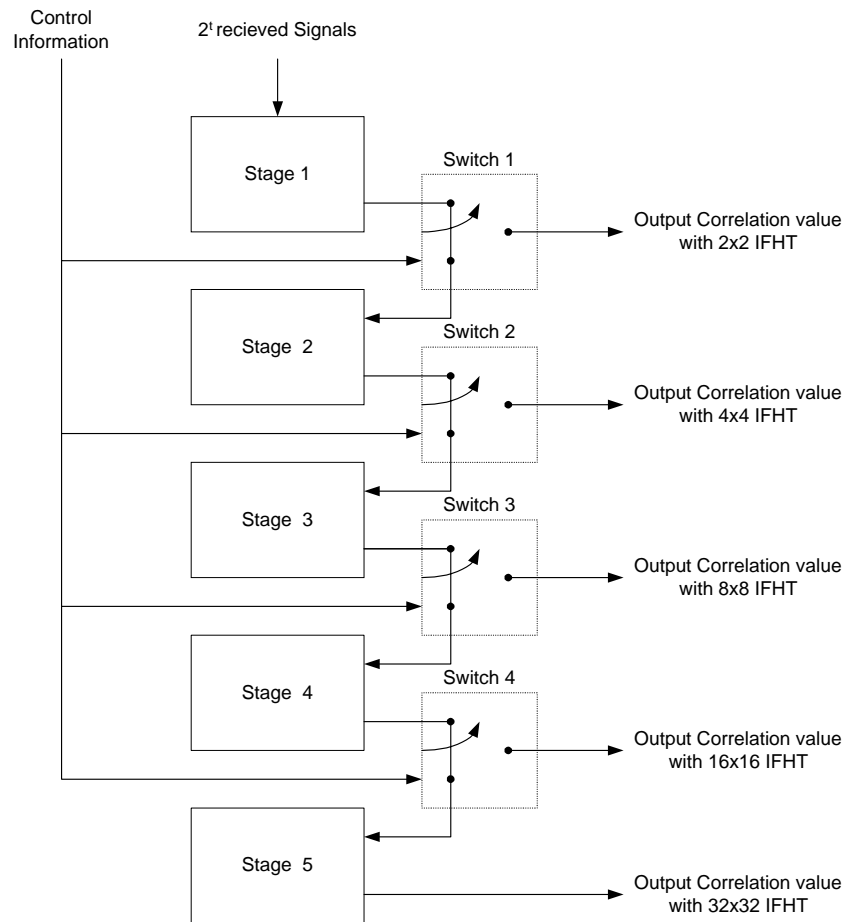 Control
Information
2ᵗ recieved Signals
Stage 1
Switch 1
Output Correlation value
with 2x2 IFHT
Stage 2
Switch 2
Output Correlation value
with 4x4 IFHT
Stage 3
Switch 3
Output Correlation value
with 8x8 IFHT
Stage 4
Switch 4
Output Correlation value
with 16x16 IFHT
Stage 5
Output Correlation value
with 32x32 IFHT